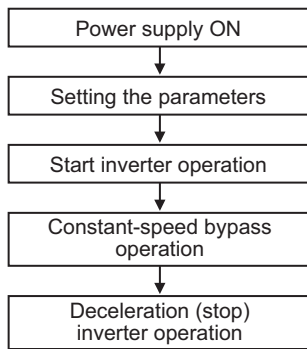 Power supply ON
Setting the parameters
Start inverter operation
Constant-speed bypass
operation
Deceleration (stop)
inverter operation